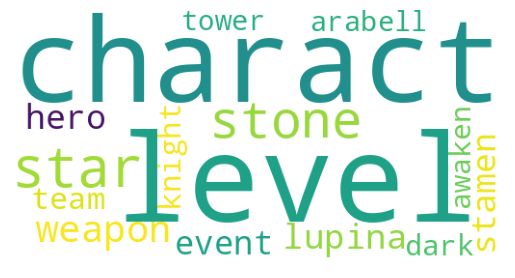 tower arabell
charact
hero knight stone awaken
star level stamen
team
weapon event lupina dark